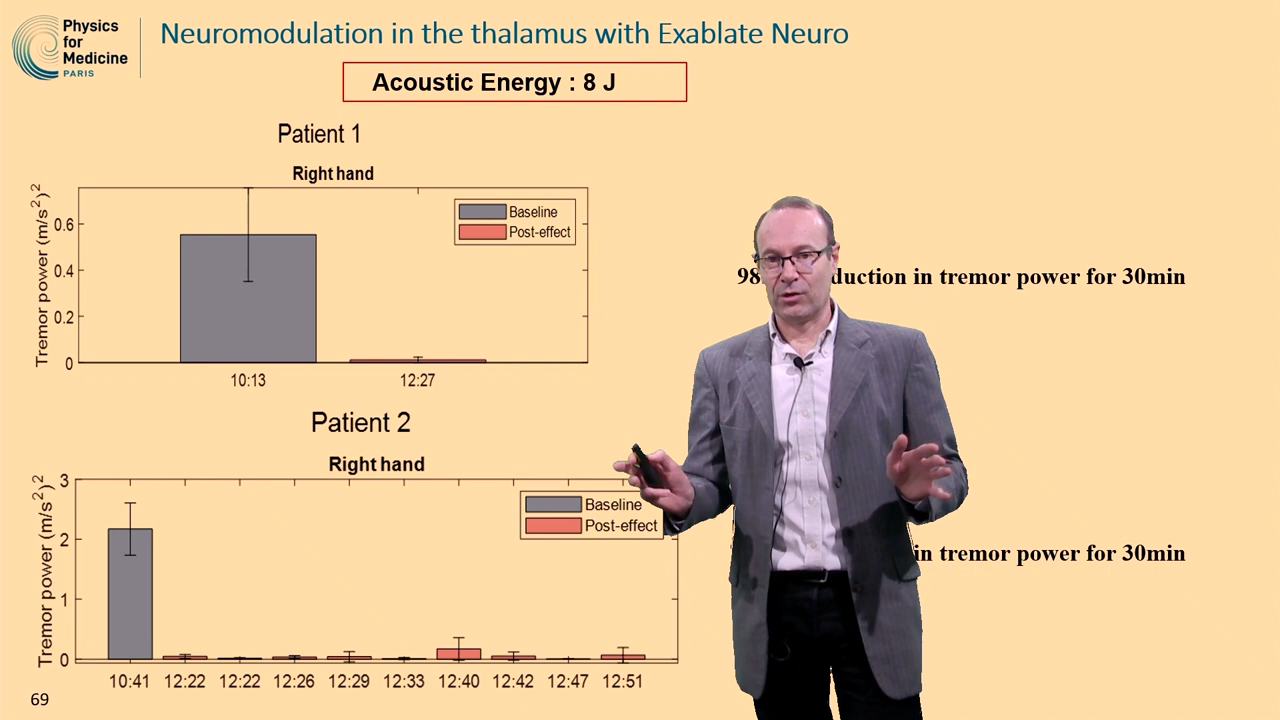 Physics
for
Medicine
PARIS
Neuromodulation in the thalamus with Exablate Neuro
Acoustic Energy : 8 J
Patient 1
Right hand
Tremor power (m/s²)²
0.6
0.4
0.2
0
Baseline
Post-effect
10:13 12:27
98 duction in tremor power for 30min
Patient 2
Right hand
Tremor power (m/s²)²
3
2
1
0
Baseline
Post-effect
10:41 12:22 12:22 12:26 12:29 12:33 12:40 12:42 12:47 12:51
in tremor power for 30min
69